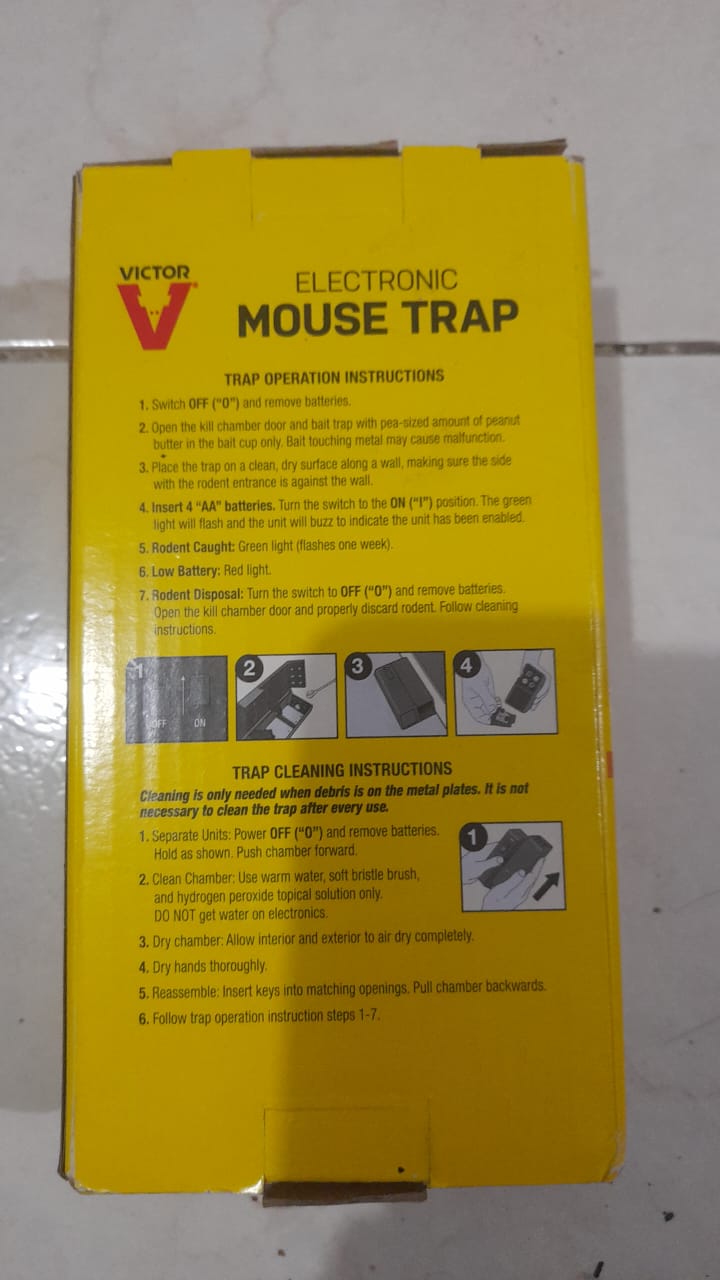 VICTOR
V
ELECTRONIC
MOUSE TRAP
TRAP OPERATION INSTRUCTIONS
1. Switch OFF ("O") and remove batteries.
2. Open the kill chamber door and bait trap with pea-sized amount of peanut
butter in the bait cup only. Bait touching metal may cause malfunction.
3. Place the trap on a clean, dry surface along a wall, making sure the side
with the rodent entrance is against the wall.
4. Insert 4 "AA" batteries. Turn the switch to the ON ("I") position. The green
light will flash and the unit will buzz to indicate the unit has been enabled.
5. Rodent Caught: Green light (flashes one week).
6. Low Battery: Red light.
7. Rodent Disposal: Turn the switch to OFF ("O") and remove batteries.
Open the kill chamber door and properly discard rodent. Follow cleaning
instructions.
1 2 3 4
OFF ON
TRAP CLEANING INSTRUCTIONS
Cleaning is only needed when debris is on the metal plates. It is not
necessary to clean the trap after every use.
1. Separate Units: Power OFF ("O") and remove batteries.
Hold as shown. Push chamber forward.
1
2. Clean Chamber: Use warm water, soft bristle brush,
and hydrogen peroxide topical solution only.
DO NOT get water on electronics.
3. Dry chamber: Allow interior and exterior to air dry completely.
4. Dry hands thoroughly.
5. Reassemble: Insert keys into matching openings. Pull chamber backwards.
6. Follow trap operation instruction steps 1-7.